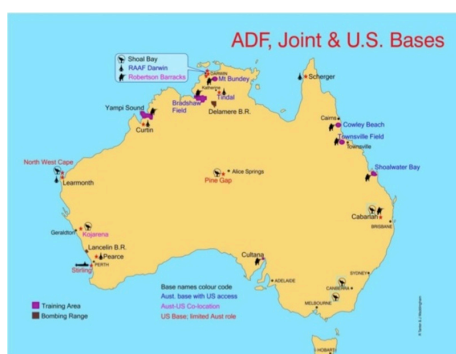 ADF, Joint & U.S. Bases
Shoal Bay
RAAF Darwin
Robertson Barracks
DARWIN
Mt Bundey
Katherine
Tindal
Bradshaw
Field
Delamere B.R.
Yampi Sound
Curtin
Scherger
Cairns
Cowley Beach
Townsville Field
Townsville
Shoalwater Bay
North West Cape
Learmonth
Alice Springs
Pine Gap
Cabarlah
BRISBANE
Geraldton
Kojarena
Lancelin B.R.
Pearce
PERTH
Stirling
Cultana
ADELAIDE
SYDNEY
CANBERRA
MELBOURNE
HOBART
Training Area
Bombing Range
Base names colour code
Aust. base with US access
Aust-US Co-location
US Base; limited Aust role